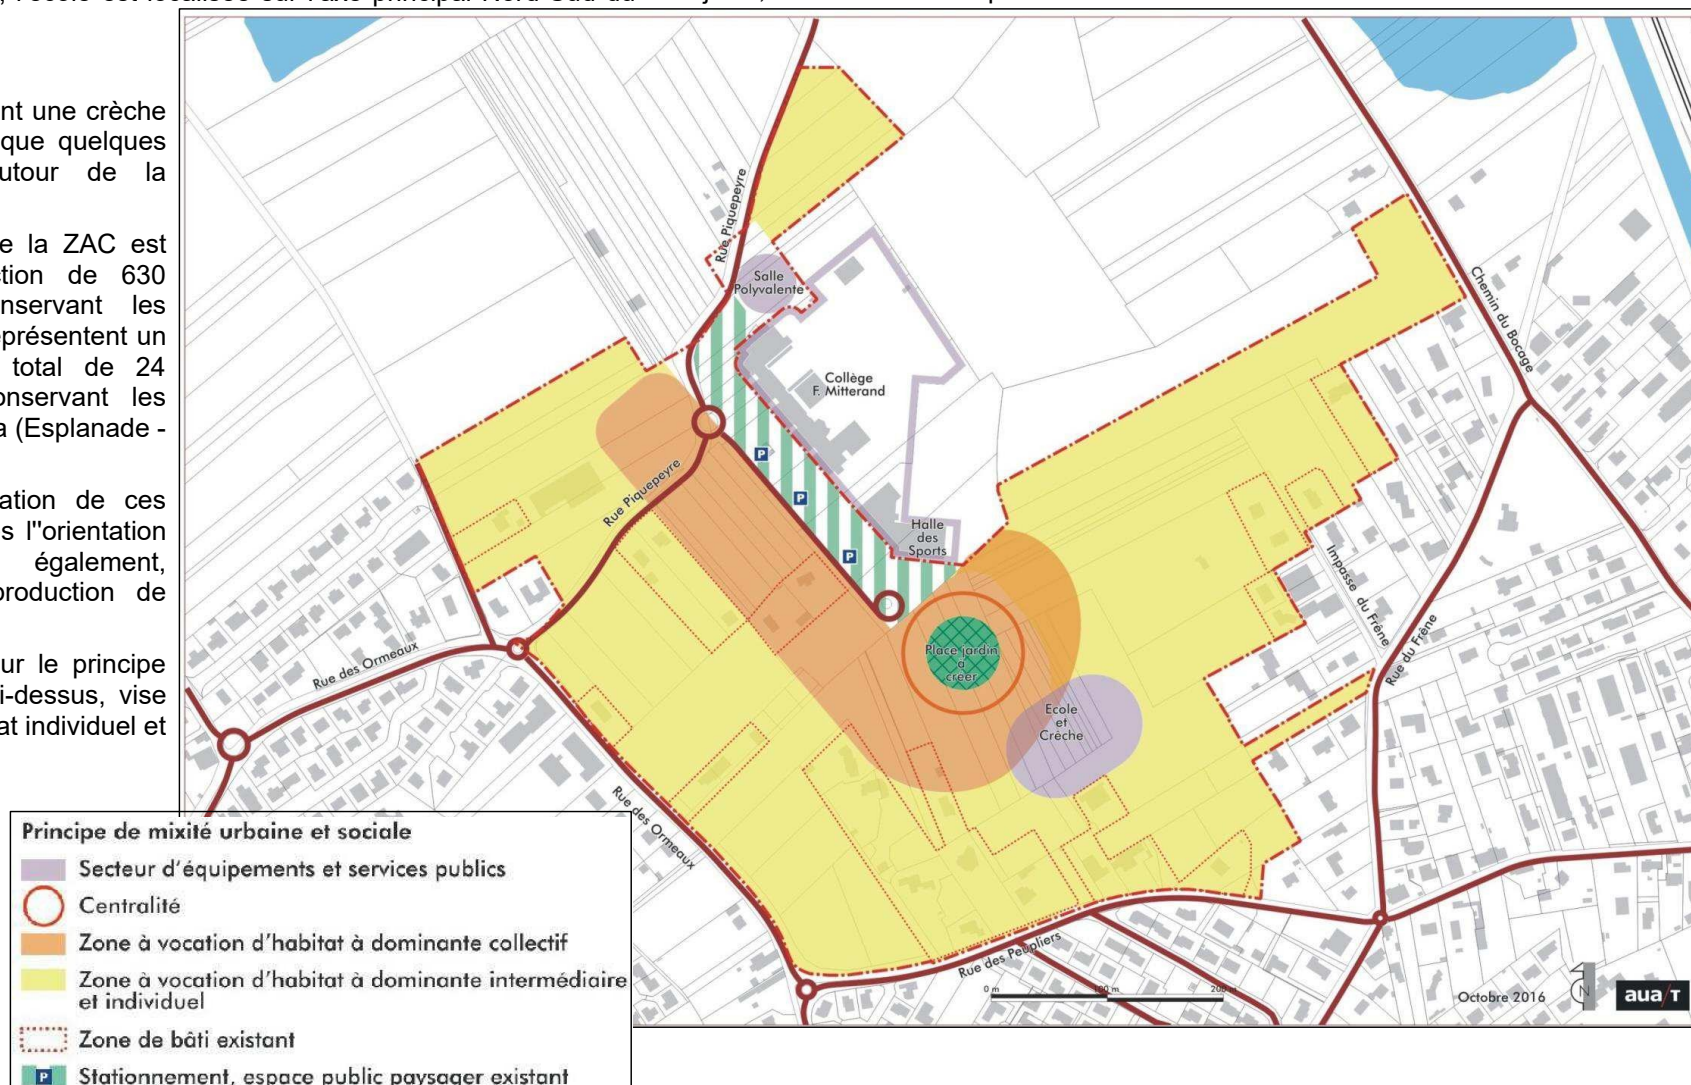 nt une crèche
que quelques
utour de la
e la ZAC est
ction de 630
nservant les
eprésentent un
total de 24
onservant les
a (Esplanade -
ation de ces
s l"orientation
également,
production de
ur le principe
i-dessus, vise
at individuel et
Rue Piquepeyre
Salle
Polyvalente
Collège
F. Mitterand
Chemin du Bocage
P
P
P
Rue Piquepeyre
Halle
des
Sports
Impasse du Frêne
Rue du Frêne
Rue des Ormeaux
Place jardin
à
créer
Ecole
et
Crèche
Rue des Ormeaux
Rue des Peupliers
0 m
100 m
200 m
Octobre 2016
N
aua/T
Principe de mixité urbaine et sociale
Secteur d'équipements et services publics
Centralité
Zone à vocation d'habitat à dominante collectif
Zone à vocation d'habitat à dominante intermédiaire
et individuel
Zone de bâti existant
P Stationnement, espace public paysager existant